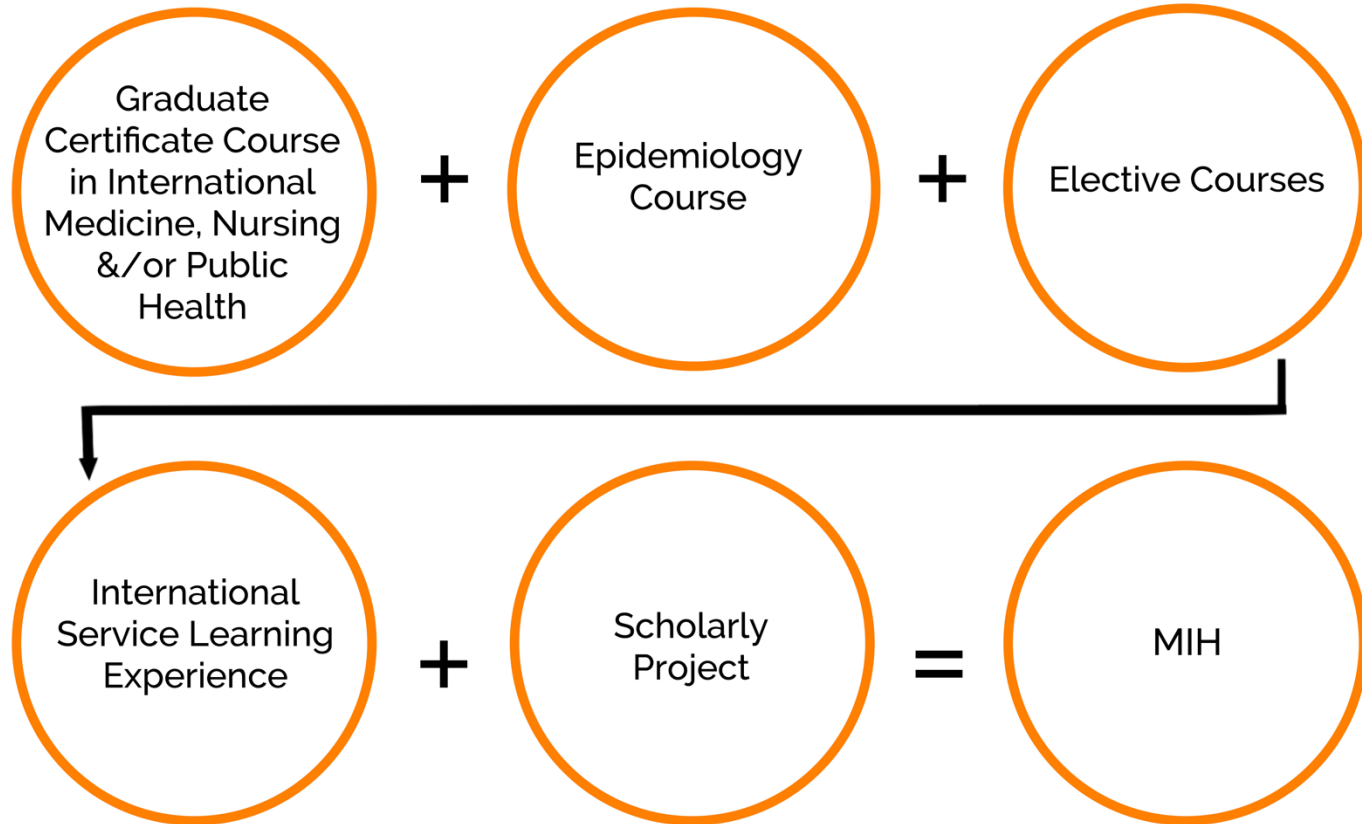 Graduate
Certificate Course
in International
Medicine, Nursing
&/or Public
Health
+
Epidemiology
Course
+
Elective Courses
International
Service Learning
Experience
+
Scholarly
Project
=
MIH